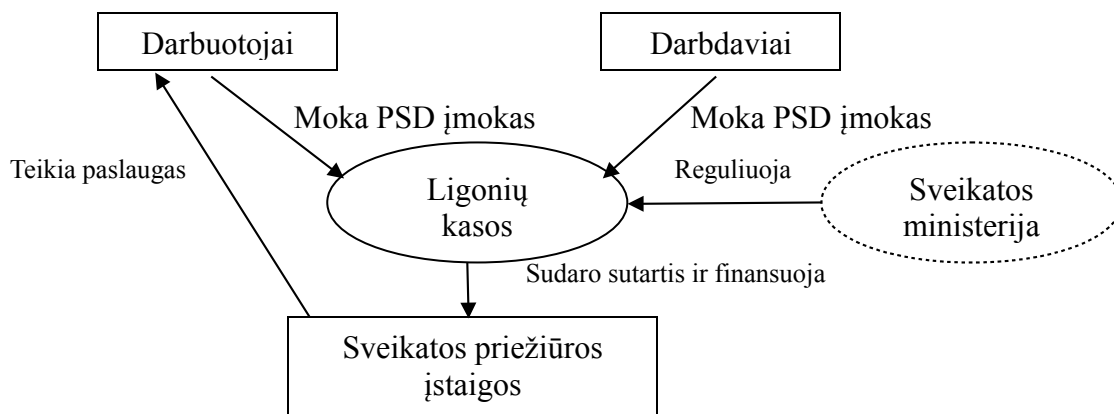 Darbuotojai
Darbdaviai
Moka PSD įmokas
Moka PSD įmokas
Teikia paslaugas
Reguliuoja
Ligonių
kasos
Sveikatos
ministerija
Sudaro sutartis ir finansuoja
Sveikatos priežiūros
įstaigos